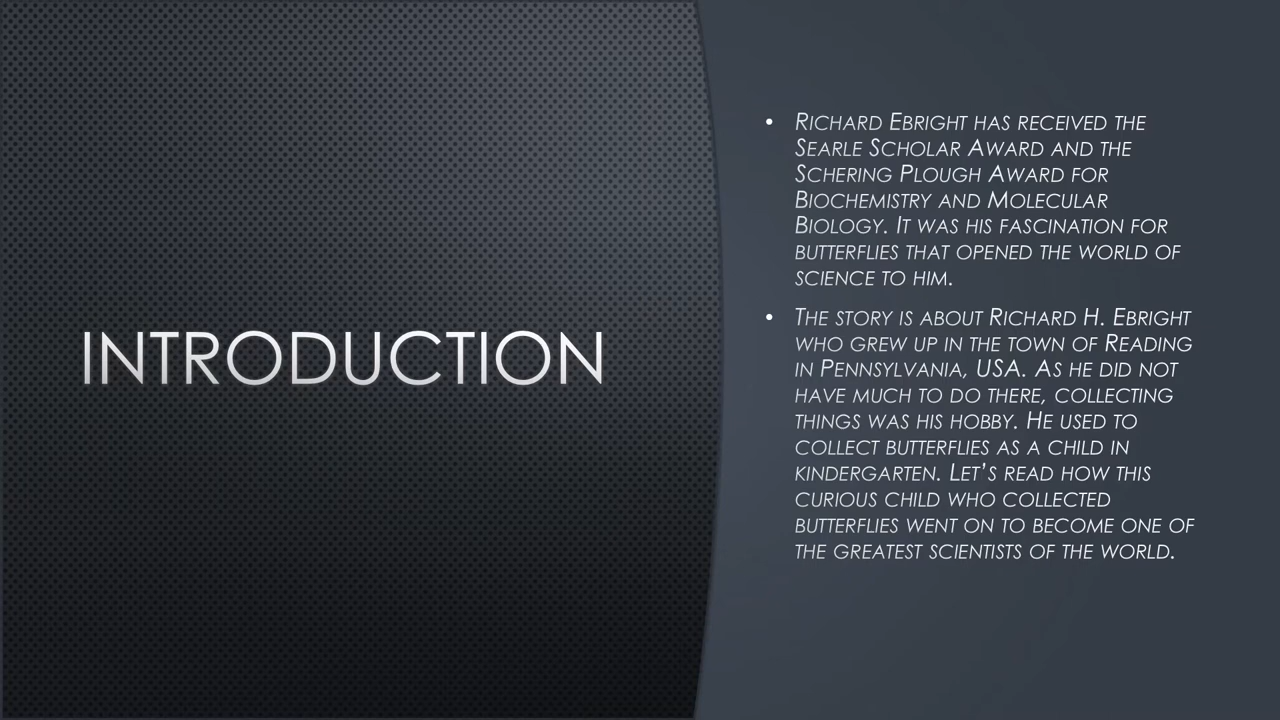 INTRODUCTION
• RICHARD EBRIGHT HAS RECEIVED THE
SEARLE SCHOLAR AWARD AND THE
SCHERING PLOUGH AWARD FOR
BIOCHEMISTRY AND MOLECULAR
BIOLOGY. IT WAS HIS FASCINATION FOR
BUTTERFLIES THAT OPENED THE WORLD OF
SCIENCE TO HIM.
• THE STORY IS ABOUT RICHARD H. EBRIGHT
WHO GREW UP IN THE TOWN OF READING
IN PENNSYLVANIA, USA. AS HE DID NOT
HAVE MUCH TO DO THERE, COLLECTING
THINGS WAS HIS HOBBY. HE USED TO
COLLECT BUTTERFLIES AS A CHILD IN
KINDERGARTEN. LET’S READ HOW THIS
CURIOUS CHILD WHO COLLECTED
BUTTERFLIES WENT ON TO BECOME ONE OF
THE GREATEST SCIENTISTS OF THE WORLD.